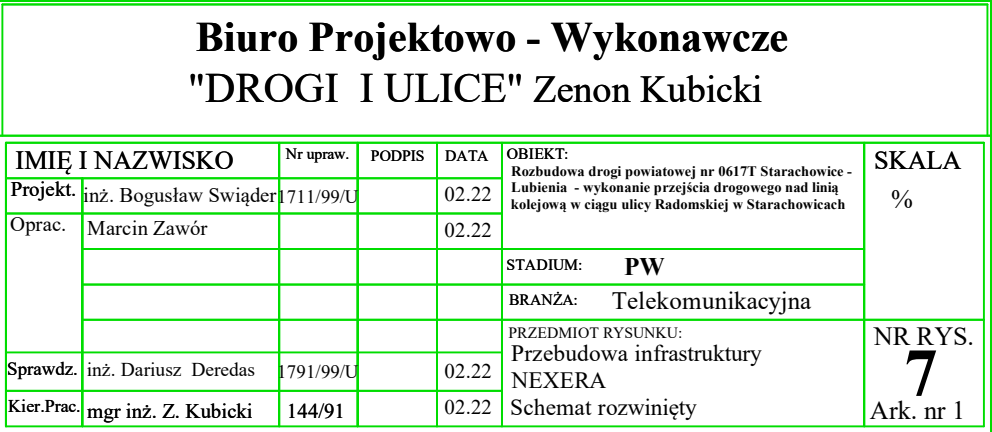 Biuro Projektowo - Wykonawcze
"DROGI I ULICE" Zenon Kubicki
IMIĘ I NAZWISKO Nr upraw. PODPIS DATA
Projekt. inż. Bogusław Swiąder 1711/99/U 02.22
Oprac. Marcin Zawór 02.22
Sprawdz. inż. Dariusz Deredas 1791/99/U 02.22
Kier.Prac. mgr inż. Z. Kubicki 144/91 02.22
OBIEKT:
Rozbudowa drogi powiatowej nr 0617T Starachowice -
Lubienia - wykonanie przejścia drogowego nad linią
kolejową w ciągu ulicy Radomskiej w Starachowicach
STADIUM: PW
BRANŻA: Telekomunikacyjna
PRZEDMIOT RYSUNKU:
Przebudowa infrastruktury
NEXERA
Schemat rozwinięty
SKALA
%
NR RYS.
7
Ark. nr 1